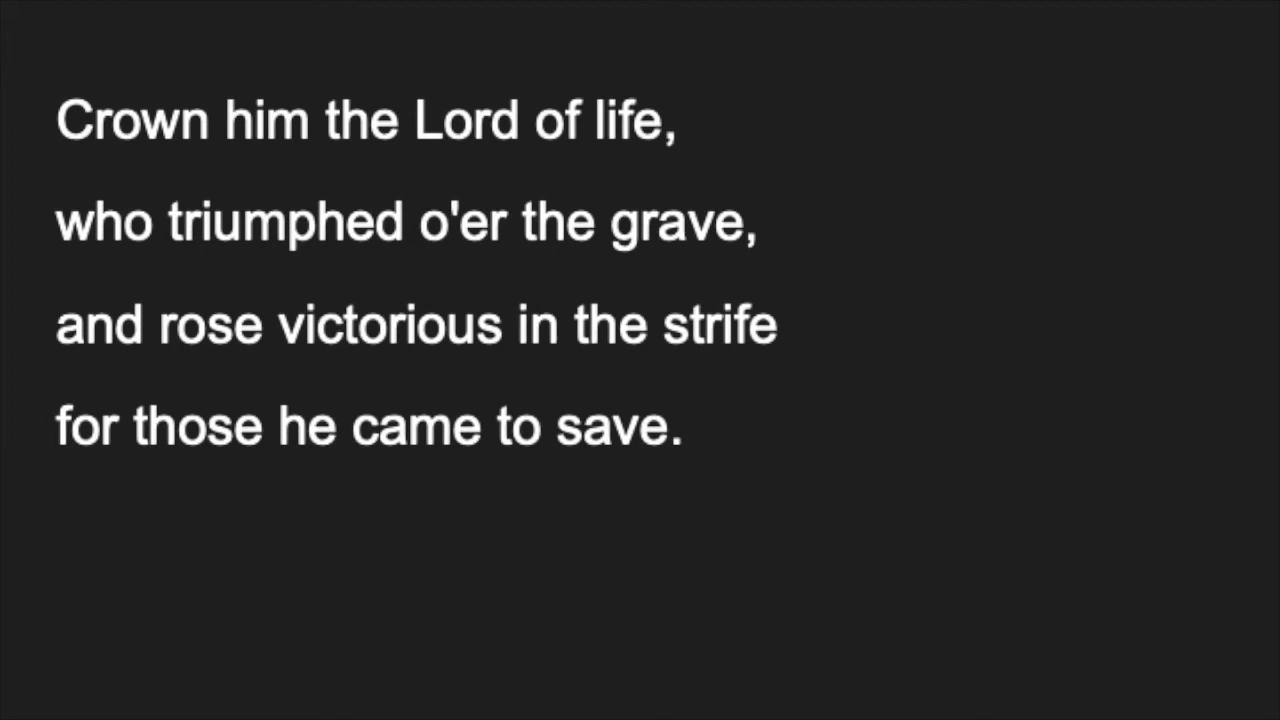 Crown him the Lord of life,
who triumphed o'er the grave,
and rose victorious in the strife
for those he came to save.